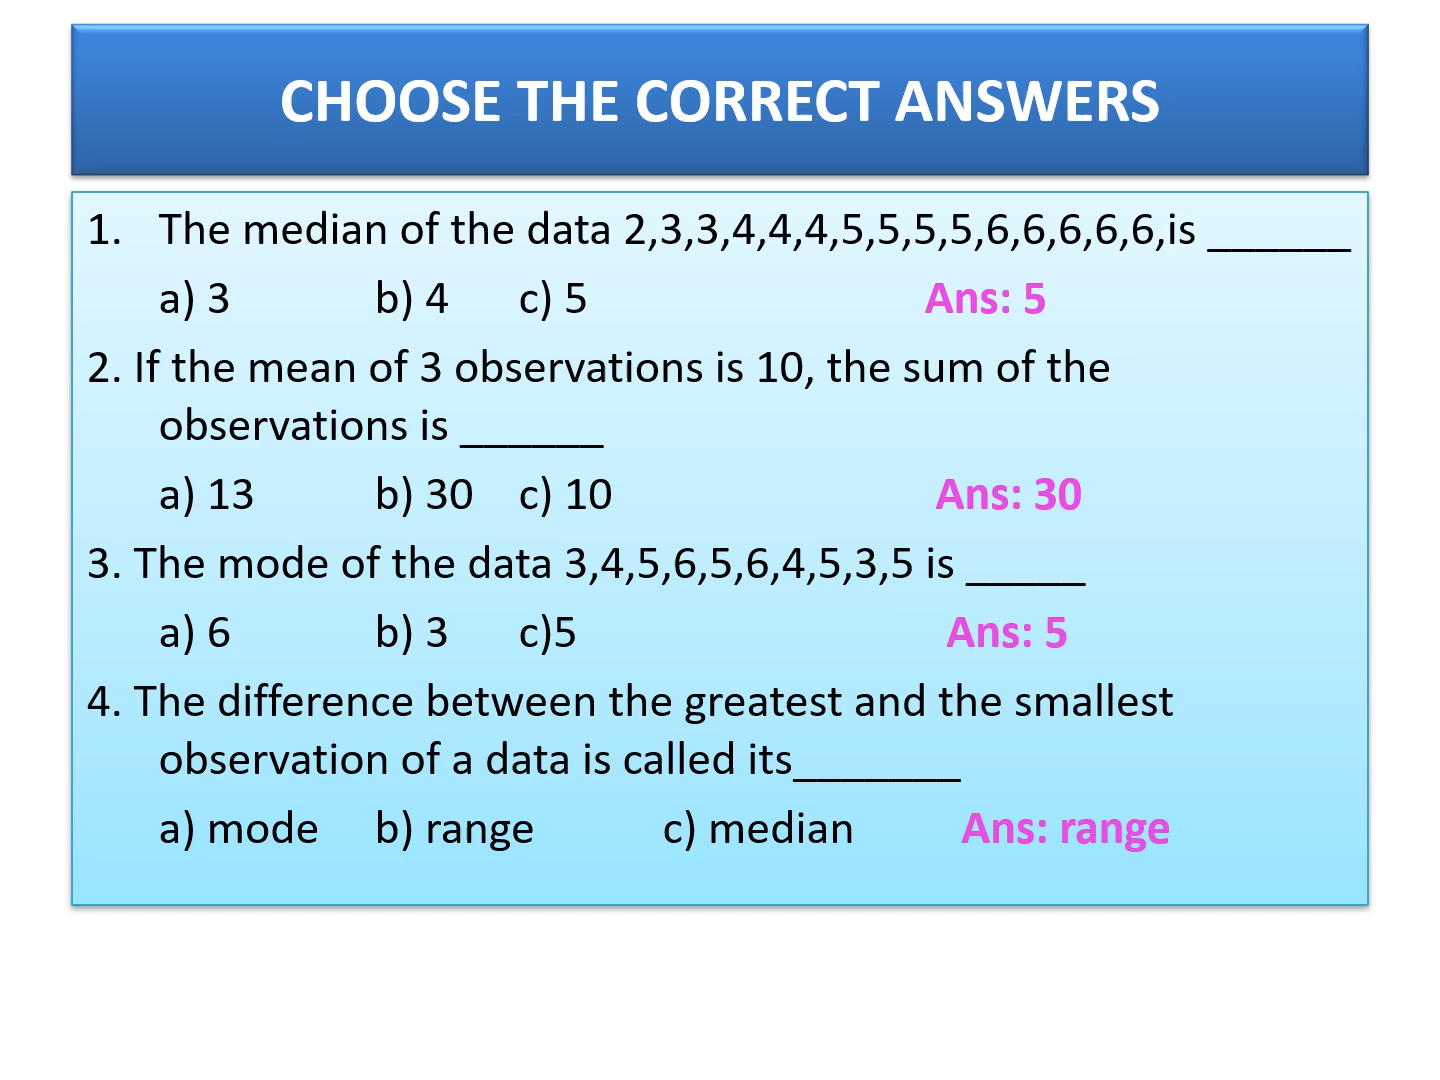 CHOOSE THE CORRECT ANSWERS
1. The median of the data 2,3,3,4,4,4,5,5,5,5,6,6,6,6,6,is ______
a) 3 b) 4 c) 5 Ans: 5
2. If the mean of 3 observations is 10, the sum of the
observations is ______
a) 13 b) 30 c) 10 Ans: 30
3. The mode of the data 3,4,5,6,5,6,4,5,3,5 is _____
a) 6 b) 3 c)5 Ans: 5
4. The difference between the greatest and the smallest
observation of a data is called its_______
a) mode b) range c) median Ans: range